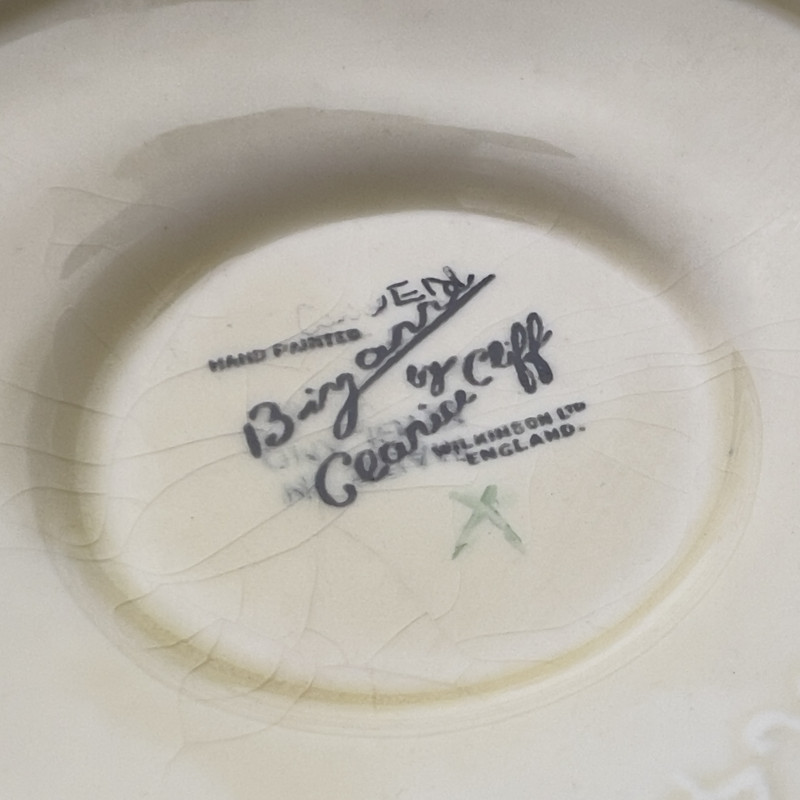 HAND PAINTED
Bizarre
by
Clarice Cliff
WILKINSON LTD
ENGLAND.